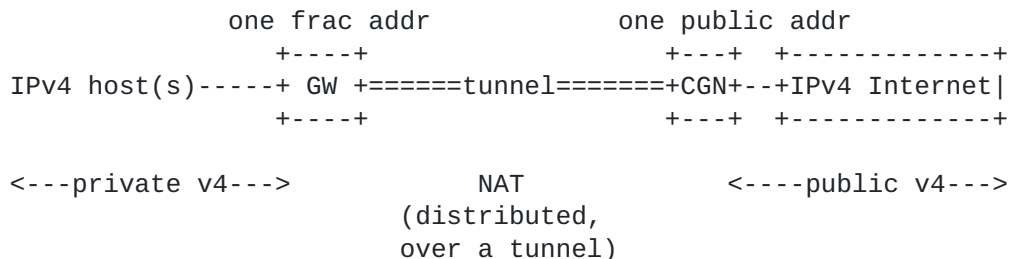 one frac addr               one public addr
                   +----+                     +---+  +-------------+
IPv4 host(s)-----+ GW +======tunnel=======+CGN+--+IPv4 Internet|
                   +----+                     +---+  +-------------+
<---private v4--->            NAT             <----public v4--->
                         (distributed,
                         over a tunnel)